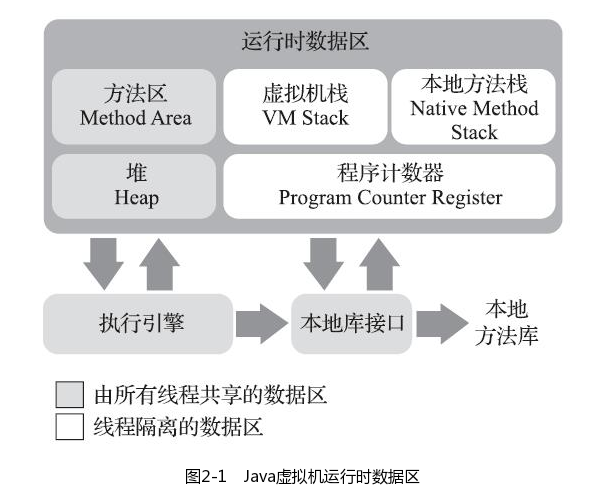 运行时数据区
方法区
Method Area
虚拟机栈
VM Stack
本地方法栈
Native Method
Stack
堆
Heap
程序计数器
Program Counter Register
执行引擎
本地库接口
本地
方法库
由所有线程共享的数据区
线程隔离的数据区
图2-1 Java虚拟机运行时数据区